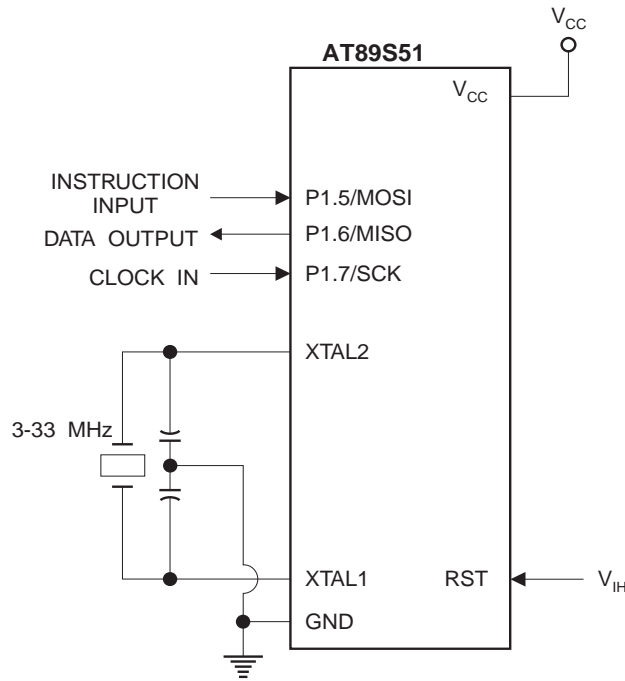 V_CC
AT89S51
V_CC
INSTRUCTION
INPUT
P1.5/MOSI
DATA OUTPUT
P1.6/MISO
CLOCK IN
P1.7/SCK
XTAL2
3-33 MHz
XTAL1
RST
V_IH
GND